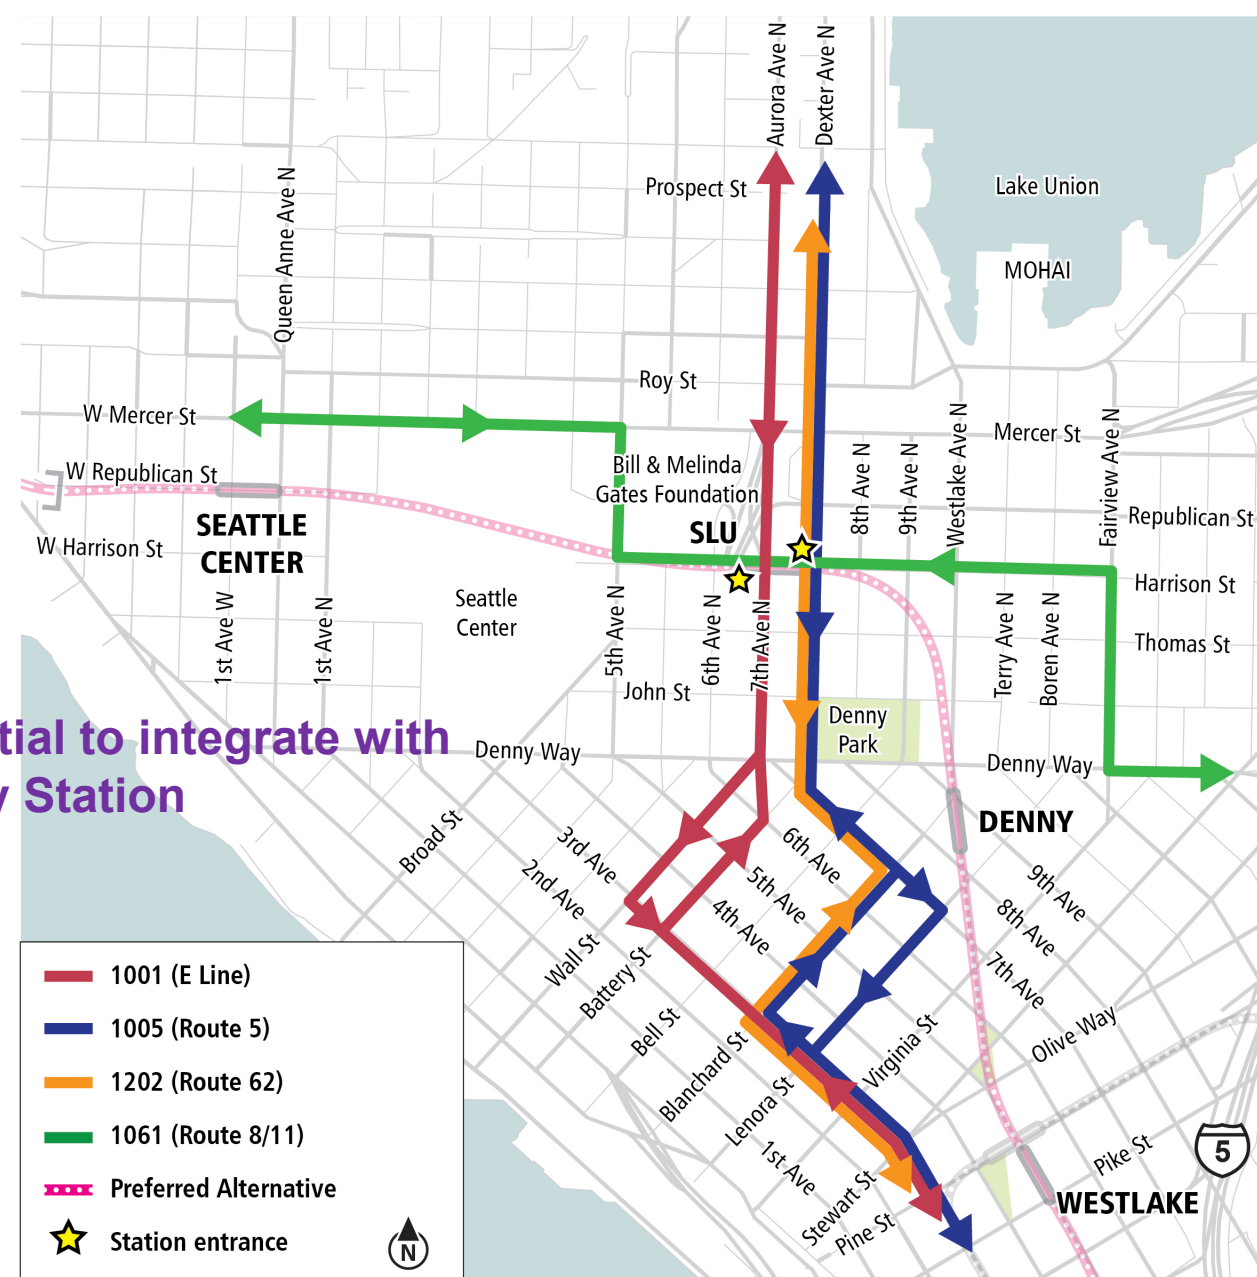 Aurora Ave N
Dexter Ave N
Prospect St
Lake Union
Queen Anne Ave N
MOHAI
Roy St
W Mercer St
Mercer St
Bill & Melinda
Gates Foundation
8th Ave N
9th Ave N
Westlake Ave N
Fairview Ave N
W Republican St
Republican St
SEATTLE
CENTER
SLU
W Harrison St
Harrison St
1st Ave W
1st Ave N
Seattle
Center
5th Ave N
6th Ave N
7th Ave N
Terry Ave N
Boren Ave N
Thomas St
John St
Denny
Park
tial to integrate with
y Station
Denny Way
Denny Way
DENNY
Broad St
3rd Ave
2nd Ave
6th Ave
5th Ave
4th Ave
9th Ave
8th Ave
7th Ave
Wall St
Battery St
Bell St
Blanchard St
Lenora St
Virginia St
Olive Way
1st Ave
Stewart St
Pine St
Pike St
5
WESTLAKE
1001 (E Line)
1005 (Route 5)
1202 (Route 62)
1061 (Route 8/11)
Preferred Alternative
Station entrance
N